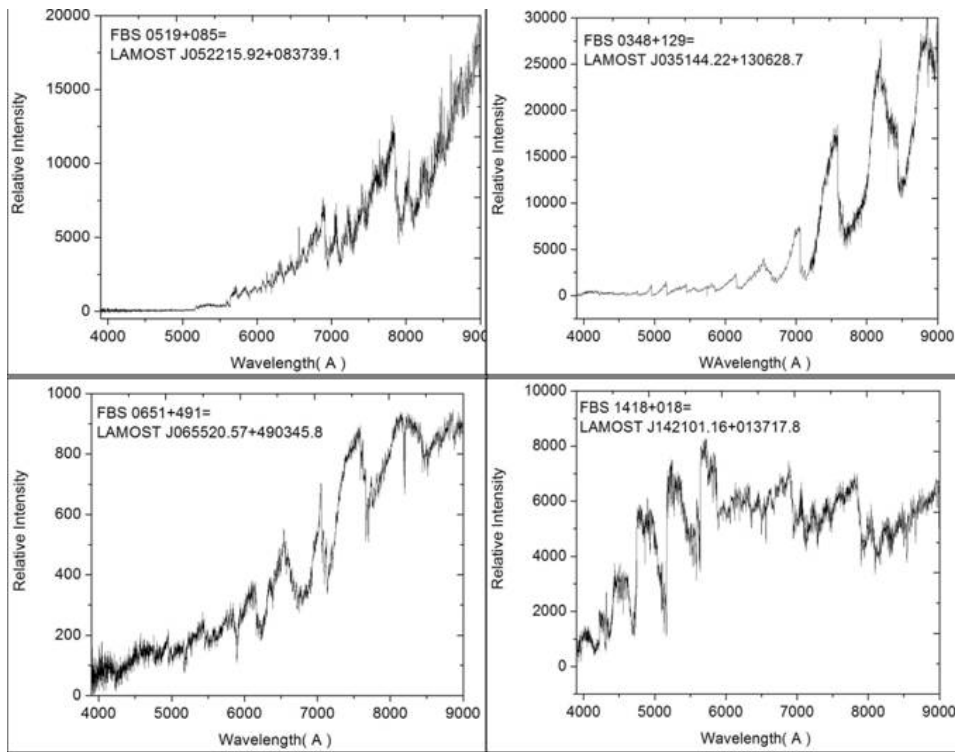 FBS 0519+085=
LAMOST J052215.92+083739.1
Relative Intensity
20000
15000
10000
5000
0
4000 5000 6000 7000 8000 9000
Wavelength( A )
FBS 0348+129=
LAMOST J035144.22+130628.7
Relative Intensity
30000
25000
20000
15000
10000
5000
0
4000 5000 6000 7000 8000 9000
WAvelength( A )
FBS 0651+491=
LAMOST J065520.57+490345.8
Relative Intensity
1000
800
600
400
200
0
4000 5000 6000 7000 8000 9000
Wavelength( A )
FBS 1418+018=
LAMOST J142101.16+013717.8
Relative Intensity
10000
8000
6000
4000
2000
0
4000 5000 6000 7000 8000 9000
Wavelength( A )